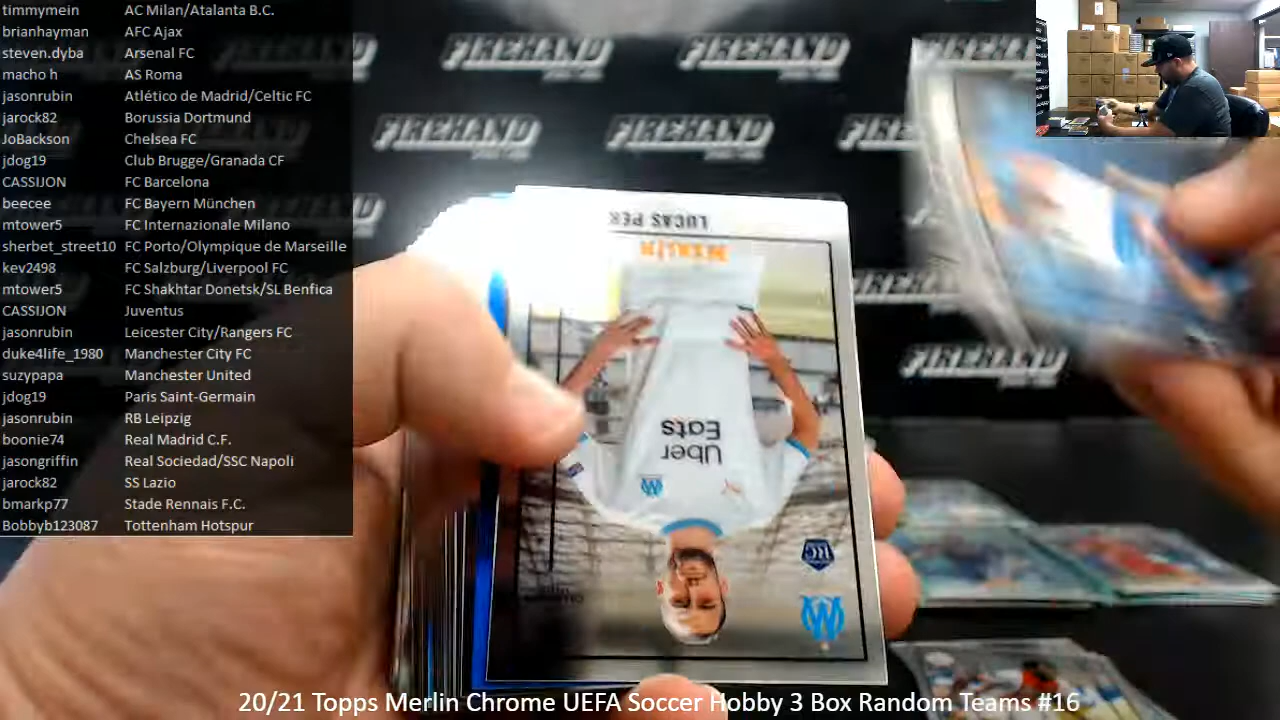 timmymein AC Milan/Atalanta B.C.
brianhayman AFC Ajax
steven.dyba Arsenal FC
macho h AS Roma
jasonrubin Atlético de Madrid/Celtic FC
jarock82 Borussia Dortmund
JoBackson Chelsea FC
jdog19 Club Brugge/Granada CF
CASSIJON FC Barcelona
beecee FC Bayern München
mtower5 FC Internazionale Milano
sherbet_street10 FC Porto/Olympique de Marseille
kev2498 FC Salzburg/Liverpool FC
mtower5 FC Shakhtar Donetsk/SL Benfica
CASSIJON Juventus
jasonrubin Leicester City/Rangers FC
duke4life_1980 Manchester City FC
suzypapa Manchester United
jdog19 Paris Saint-Germain
jasonrubin RB Leipzig
boonie74 Real Madrid C.F.
jasongriffin Real Sociedad/SSC Napoli
jarock82 SS Lazio
bmarkp77 Stade Rennais F.C.
Bobbyb123087 Tottenham Hotspur
FIREHAND
FIREHAND
FIREHAND
FIREHAND
FIREHAND
FIREHAND
LUCAS PER
MERLIN
Uber
Eats
RC
20/21 Topps Merlin Chrome UEFA Soccer Hobby 3 Box Random Teams #16